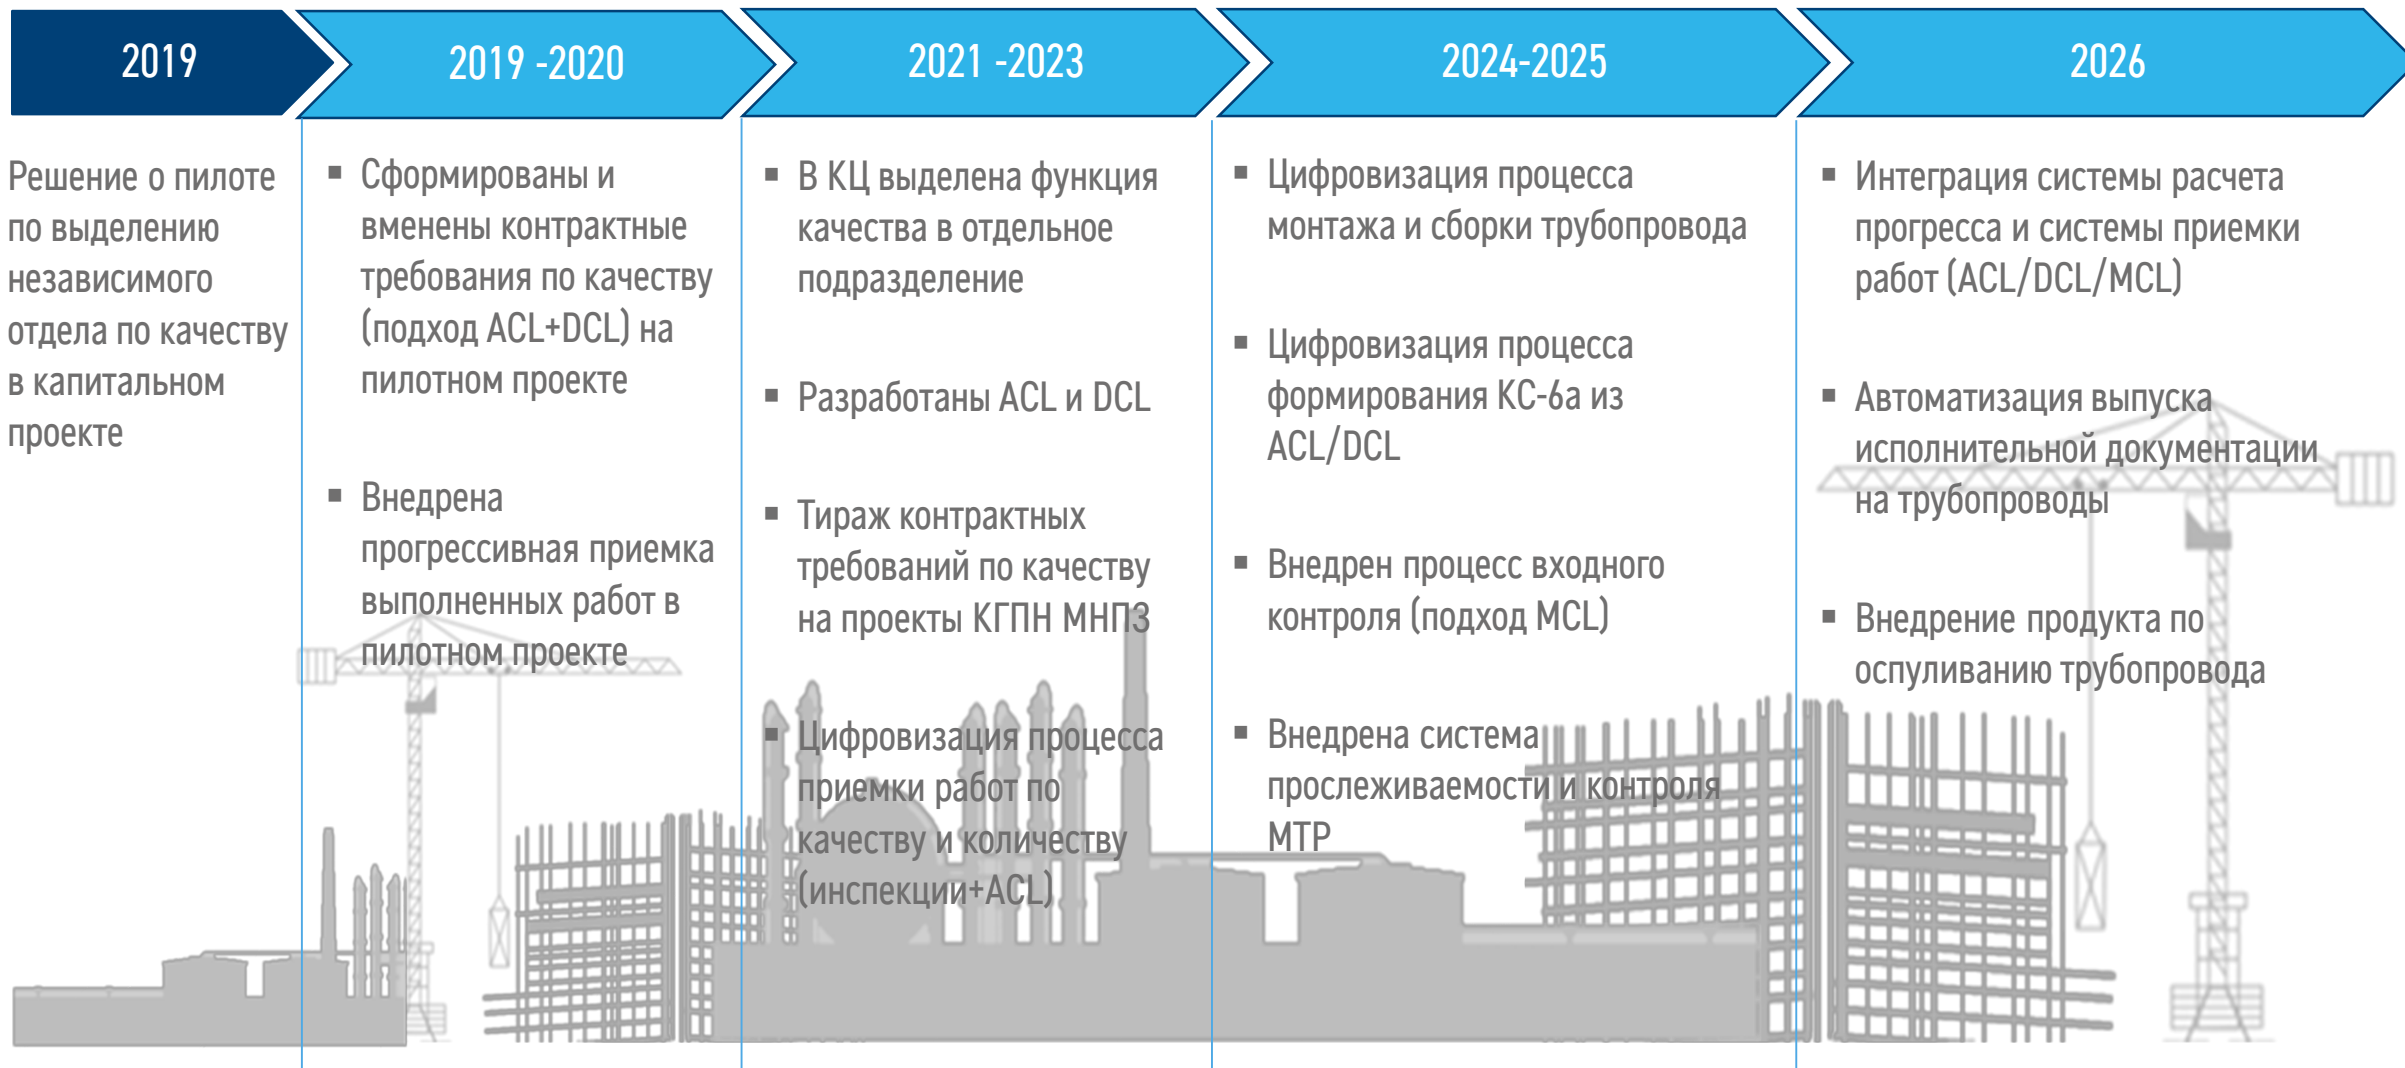 2019
Решение о пилоте
по выделению
независимого
отдела по качеству
в капитальном
проекте
2019 -2020
▪ Сформированы и
вменены контрактные
требования по качеству
(подход ACL+DCL) на
пилотном проекте
▪ Внедрена
прогрессивная приемка
выполненных работ в
пилотном проекте
2021 -2023
▪ В КЦ выделена функция
качества в отдельное
подразделение
▪ Разработаны ACL и DCL
▪ Тираж контрактных
требований по качеству
на проекты КГПН МНПЗ
▪ Цифровизация процесса
приемки работ по
качеству и количеству
(инспекции+ACL)
2024-2025
▪ Цифровизация процесса
монтажа и сборки трубопровода
▪ Цифровизация процесса
формирования КС-6а из
ACL/DCL
▪ Внедрен процесс входного
контроля (подход MCL)
▪ Внедрена система
прослеживаемости и контроля
МТР
2026
▪ Интеграция системы расчета
прогресса и системы приемки
работ (ACL/DCL/MCL)
▪ Автоматизация выпуска
исполнительной документации
на трубопроводы
▪ Внедрение продукта по
оспуливанию трубопровода